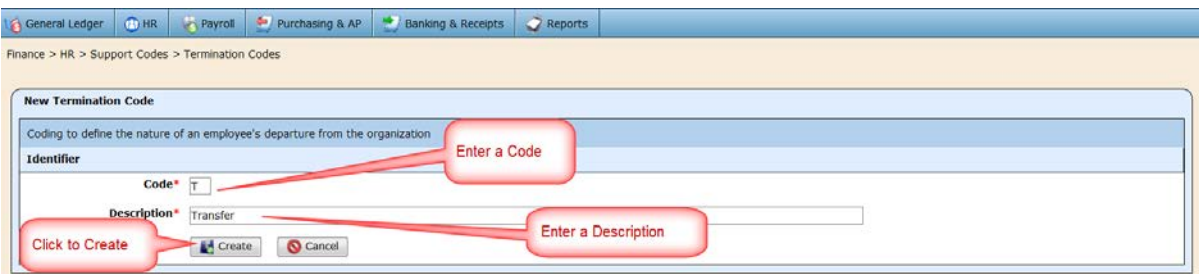 General Ledger HR Payroll Purchasing & AP Banking & Receipts Reports
Finance > HR > Support Codes > Termination Codes
New Termination Code
Coding to define the nature of an employee's departure from the organization
Enter a Code
Identifier
Code* T
Description* Transfer
Enter a Description
Click to Create
Create Cancel